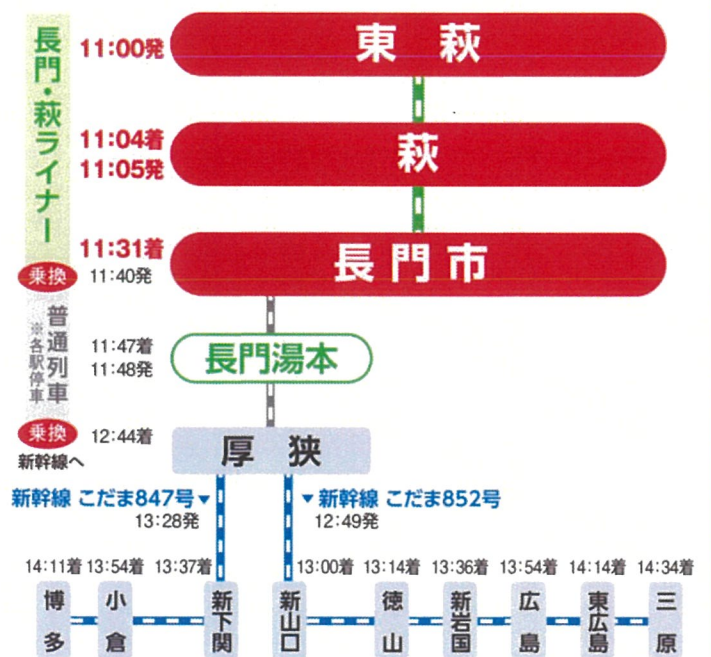 長門・萩ライナー
11:00発
東 萩
11:04着
11:05発
萩
11:31着
長門市
乗換
11:40発
普通列車
※各駅停車
11:47着
11:48発
長門湯本
乗換
12:44着
厚 狭
新幹線へ
新幹線 こだま847号▼
13:28発
▼新幹線 こだま852号
12:49発
14:11着 13:54着 13:37着 13:00着 13:14着 13:36着 13:54着 14:14着 14:34着
博多
小倉
新下関
新山口
徳山
新岩国
広島
東広島
三原